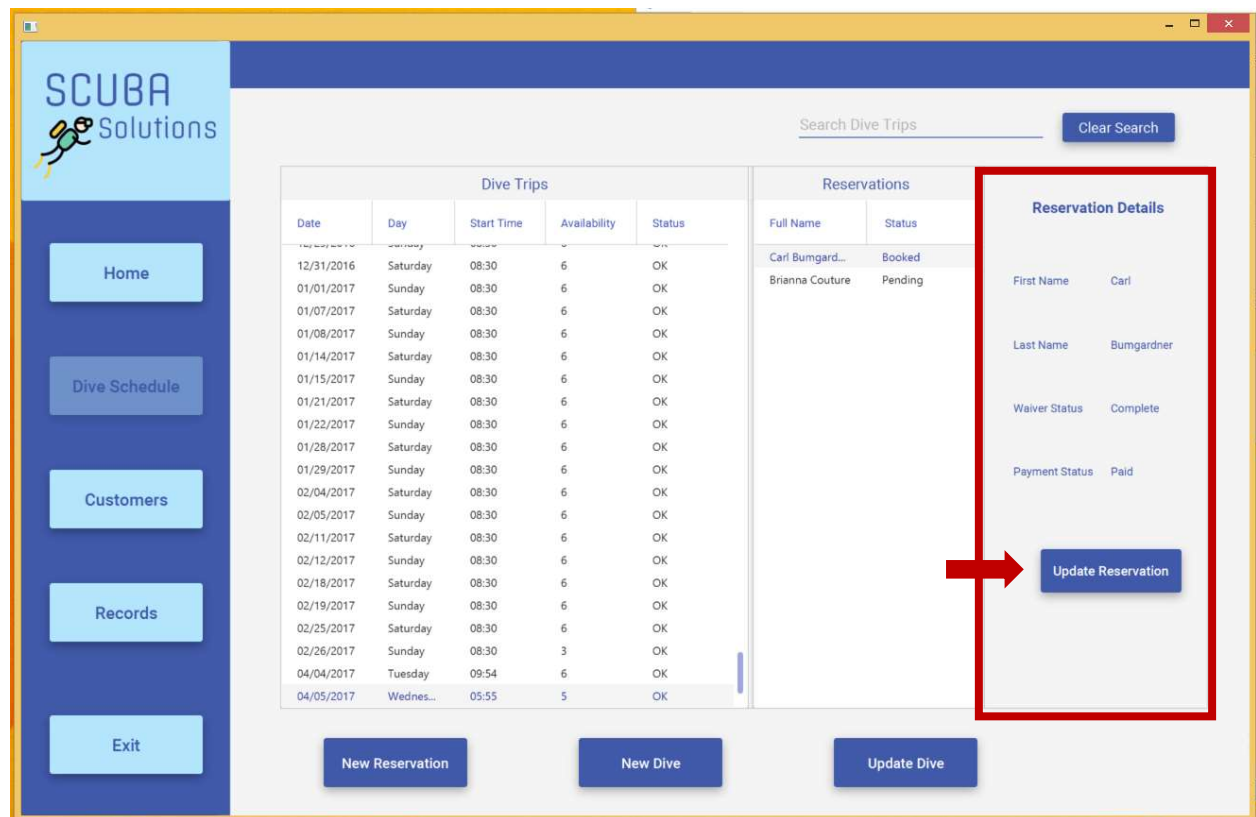 SCUBA
Solutions
Search Dive Trips
Clear Search
Home
Dive Schedule
Customers
Records
Exit
Dive Trips
Date Day Start Time Availability Status
12/31/2016 Saturday 08:30 6 OK
01/01/2017 Sunday 08:30 6 OK
01/07/2017 Saturday 08:30 6 OK
01/08/2017 Sunday 08:30 6 OK
01/14/2017 Saturday 08:30 6 OK
01/15/2017 Sunday 08:30 6 OK
01/21/2017 Saturday 08:30 6 OK
01/22/2017 Sunday 08:30 6 OK
01/28/2017 Saturday 08:30 6 OK
01/29/2017 Sunday 08:30 6 OK
02/04/2017 Saturday 08:30 6 OK
02/05/2017 Sunday 08:30 6 OK
02/11/2017 Saturday 08:30 6 OK
02/12/2017 Sunday 08:30 6 OK
02/18/2017 Saturday 08:30 6 OK
02/19/2017 Sunday 08:30 6 OK
02/25/2017 Saturday 08:30 6 OK
02/26/2017 Sunday 08:30 3 OK
04/04/2017 Tuesday 09:54 6 OK
04/05/2017 Wednes... 05:55 5 OK
Reservations
Full Name Status
Carl Bumgard... Booked
Brianna Couture Pending
Reservation Details
First Name Carl
Last Name Bumgardner
Waiver Status Complete
Payment Status Paid
Update Reservation
New Reservation
New Dive
Update Dive